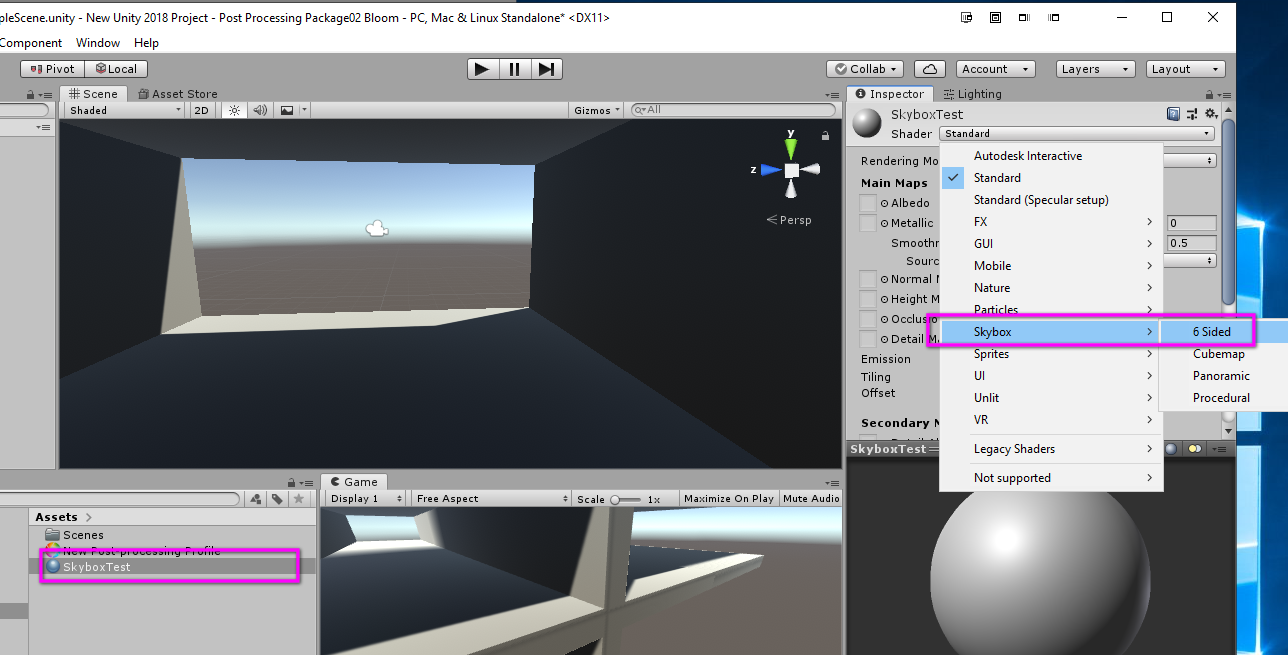 pleScene.unity - New Unity 2018 Project - Post Processing Package02 Bloom - PC, Mac & Linux Standalone* <DX11>
Component Window Help
Pivot Local Collab Account Layers Layout
Scene Asset Store
Shaded 2D Gizmos All
y
z
Persp
Inspector Lighting
SkyboxTest
Shader Standard
Rendering Mo
Main Maps
Albedo
Metallic 0
Smoothn 0.5
Sourc
Normal M
Height M
Occlusio
Detail Ma
Emission
Tiling
Offset
Secondary M
Autodesk Interactive
Standard
Standard (Specular setup)
FX
GUI
Mobile
Nature
Particles
Skybox
Sprites
UI
Unlit
VR
Legacy Shaders
Not supported
6 Sided
Cubemap
Panoramic
Procedural
SkyboxTest
Game
Display 1 Free Aspect Scale 1x Maximize On Play Mute Audio
Assets
Scenes
New Post-processing Profile
SkyboxTest